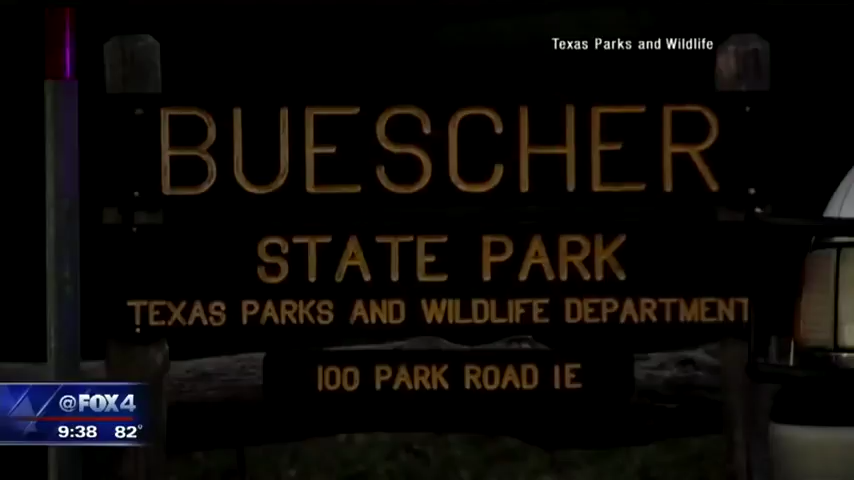 Texas Parks and Wildlife
BUESCHER
STATE PARK
TEXAS PARKS AND WILDLIFE DEPARTMENT
100 PARK ROAD 1E
@FOX4
9:38 82°